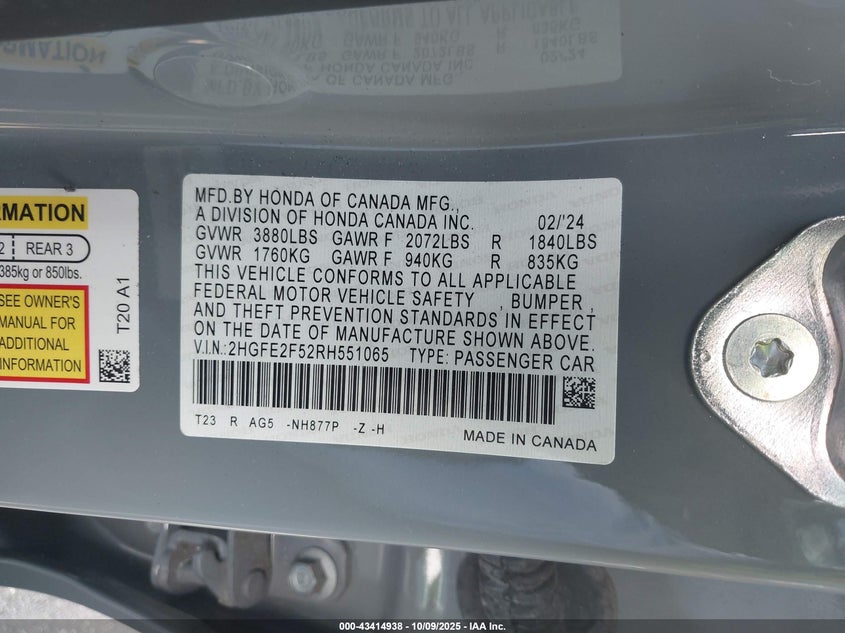 MFD.BY HONDA OF CANADA MFG.,
A DIVISION OF HONDA CANADA INC. 02/'24
GVWR 3880LBS GAWR F 2072LBS R 1840LBS
GVWR 1760KG GAWR F 940KG R 835KG
THIS VEHICLE CONFORMS TO ALL APPLICABLE
FEDERAL MOTOR VEHICLE SAFETY , BUMPER ,
AND THEFT PREVENTION STANDARDS IN EFFECT
ON THE DATE OF MANUFACTURE SHOWN ABOVE.
V.I.N.:2HGFE2F52RH551065 TYPE: PASSENGER CAR
T23 R AG5 -NH877P -Z -H
MADE IN CANADA
RMATION
2 REAR 3
385kg or 850lbs.
SEE OWNER'S
MANUAL FOR
ADDITIONAL
INFORMATION
T20 A1
000-43414938 - 10/09/2025 - IAA Inc.